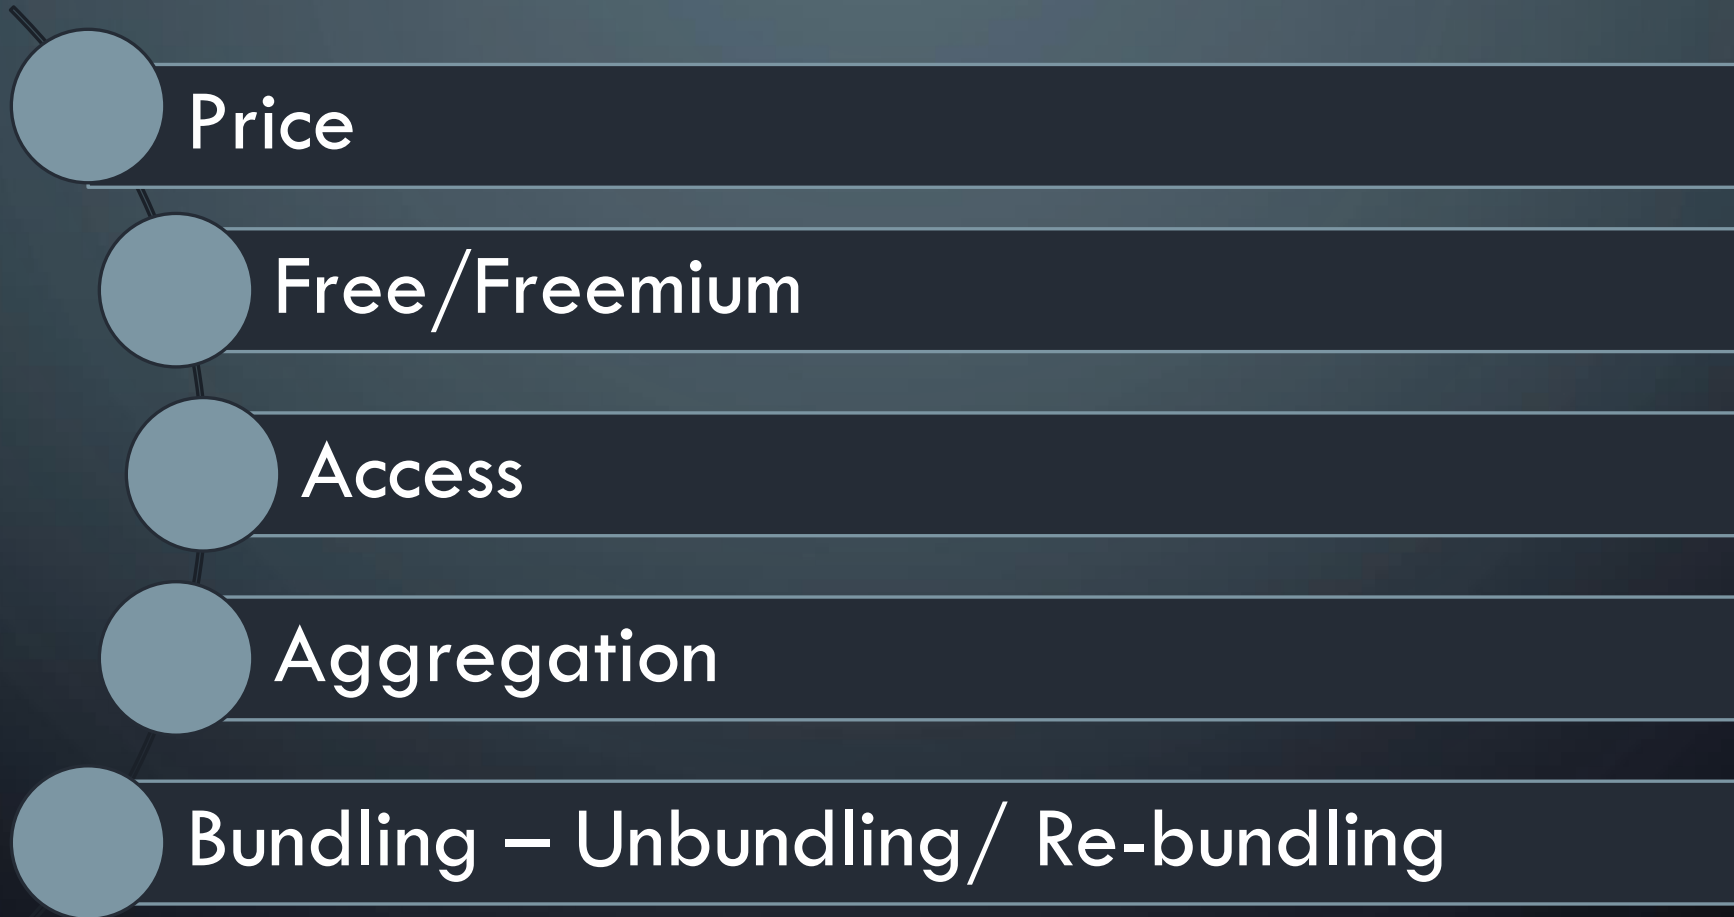 Price
Free/Freemium
Access
Aggregation
Bundling – Unbundling/ Re-bundling